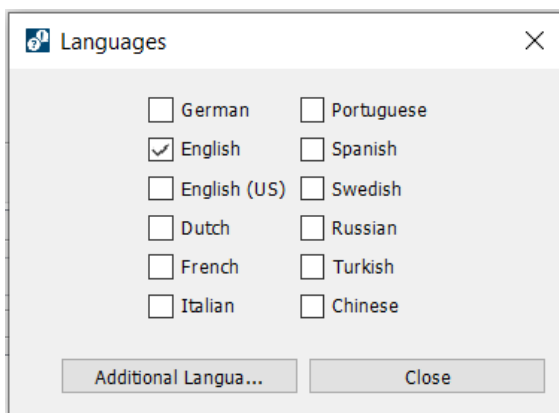 Languages
German Portuguese
English Spanish
English (US) Swedish
Dutch Russian
French Turkish
Italian Chinese
Additional Langua... Close